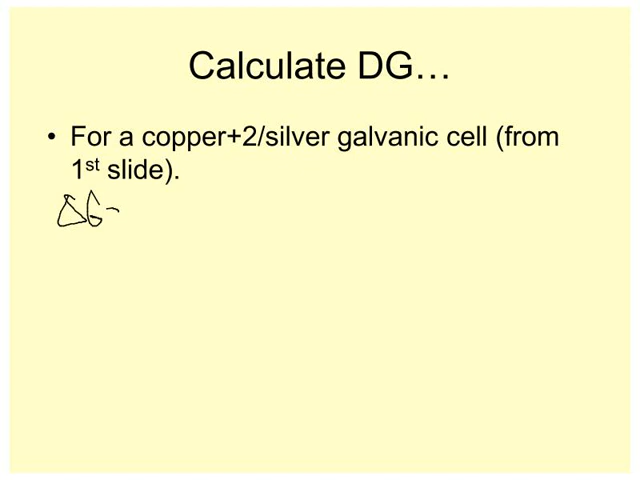 Calculate DG…
• For a copper+2/silver galvanic cell (from
1st slide).
ΔG-